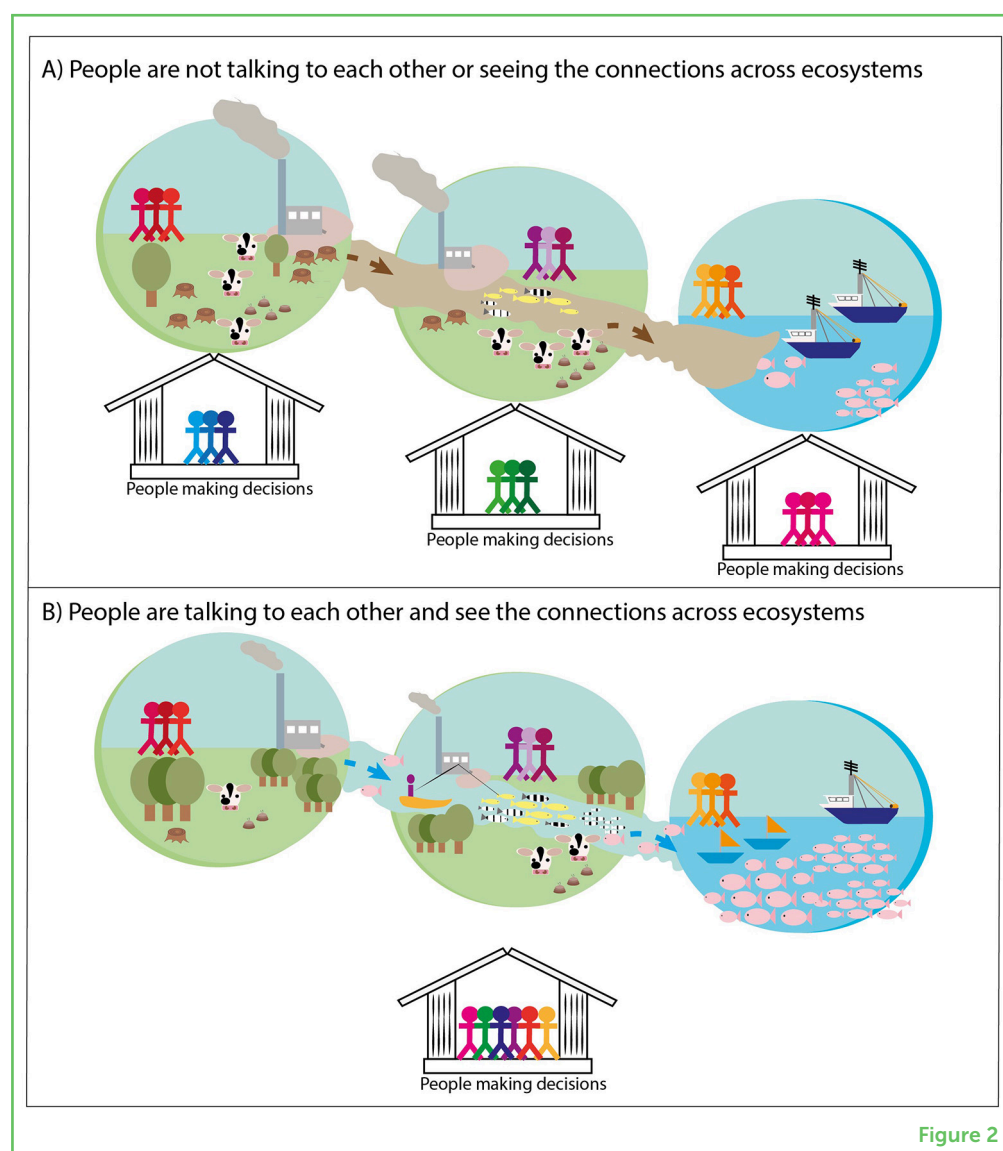 A) People are not talking to each other or seeing the connections across ecosystems
People making decisions
People making decisions
People making decisions
B) People are talking to each other and see the connections across ecosystems
People making decisions
Figure 2